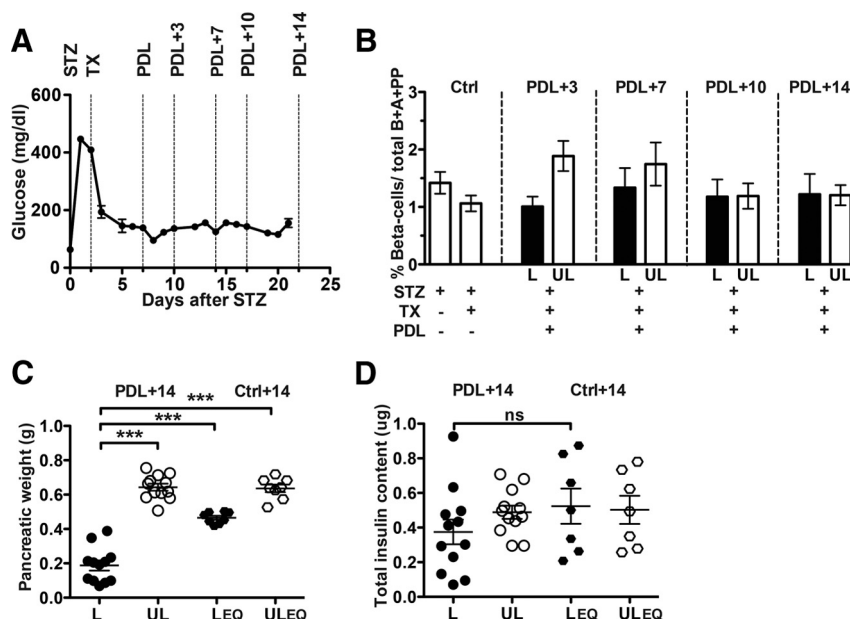 A
STZ
TX
PDL
PDL+3
PDL+7
PDL+10
PDL+14
Glucose (mg/dl)
600
400
200
0
0 5 10 15 20 25
Days after STZ
B
Ctrl PDL+3 PDL+7 PDL+10 PDL+14
% Beta-cells/ total B+A+PP
3
2
1
0
L UL L UL L UL L UL
STZ + + + + + +
TX - + + + + +
PDL - - + + + +
C
PDL+14 Ctrl+14
***
***
***
Pancreatic weight (g)
1.0
0.8
0.6
0.4
0.2
0.0
L UL LEQ ULEQ
D
PDL+14 Ctrl+14
ns
Total insulin content (ug)
1.0
0.8
0.6
0.4
0.2
0.0
L UL LEQ ULEQ